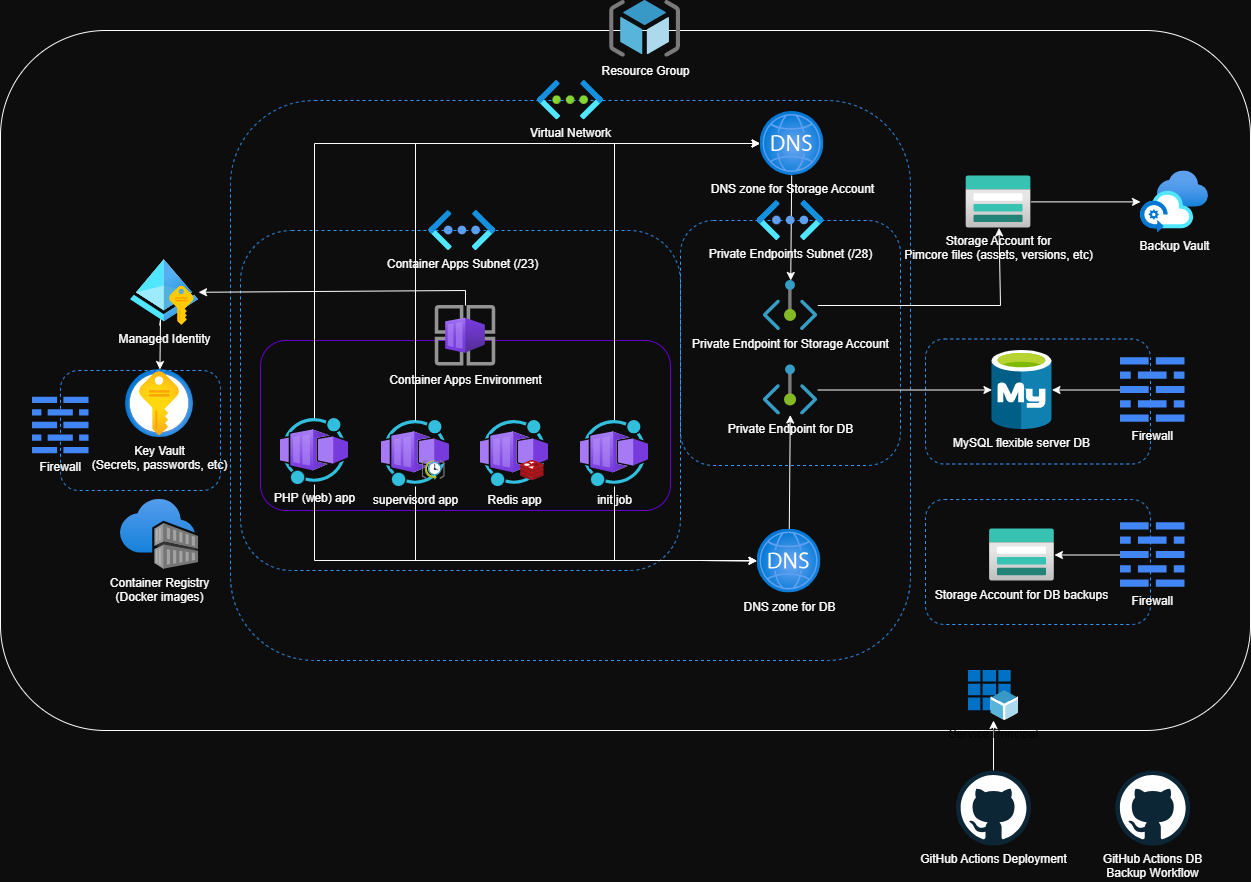 Resource Group
Virtual Network
DNS
DNS zone for Storage Account
Container Apps Subnet (/23)
Private Endpoints Subnet (/28)
Storage Account for
Pimcore files (assets, versions, etc)
Backup Vault
Managed Identity
Private Endpoint for Storage Account
Container Apps Environment
My
MySQL flexible server DB
Firewall
Private Endpoint for DB
Key Vault
(Secrets, passwords, etc)
Firewall
PHP (web) app
supervisord app
Redis app
init job
Container Registry
(Docker images)
DNS
DNS zone for DB
Storage Account for DB backups
Firewall
GitHub Actions Deployment
GitHub Actions DB
Backup Workflow